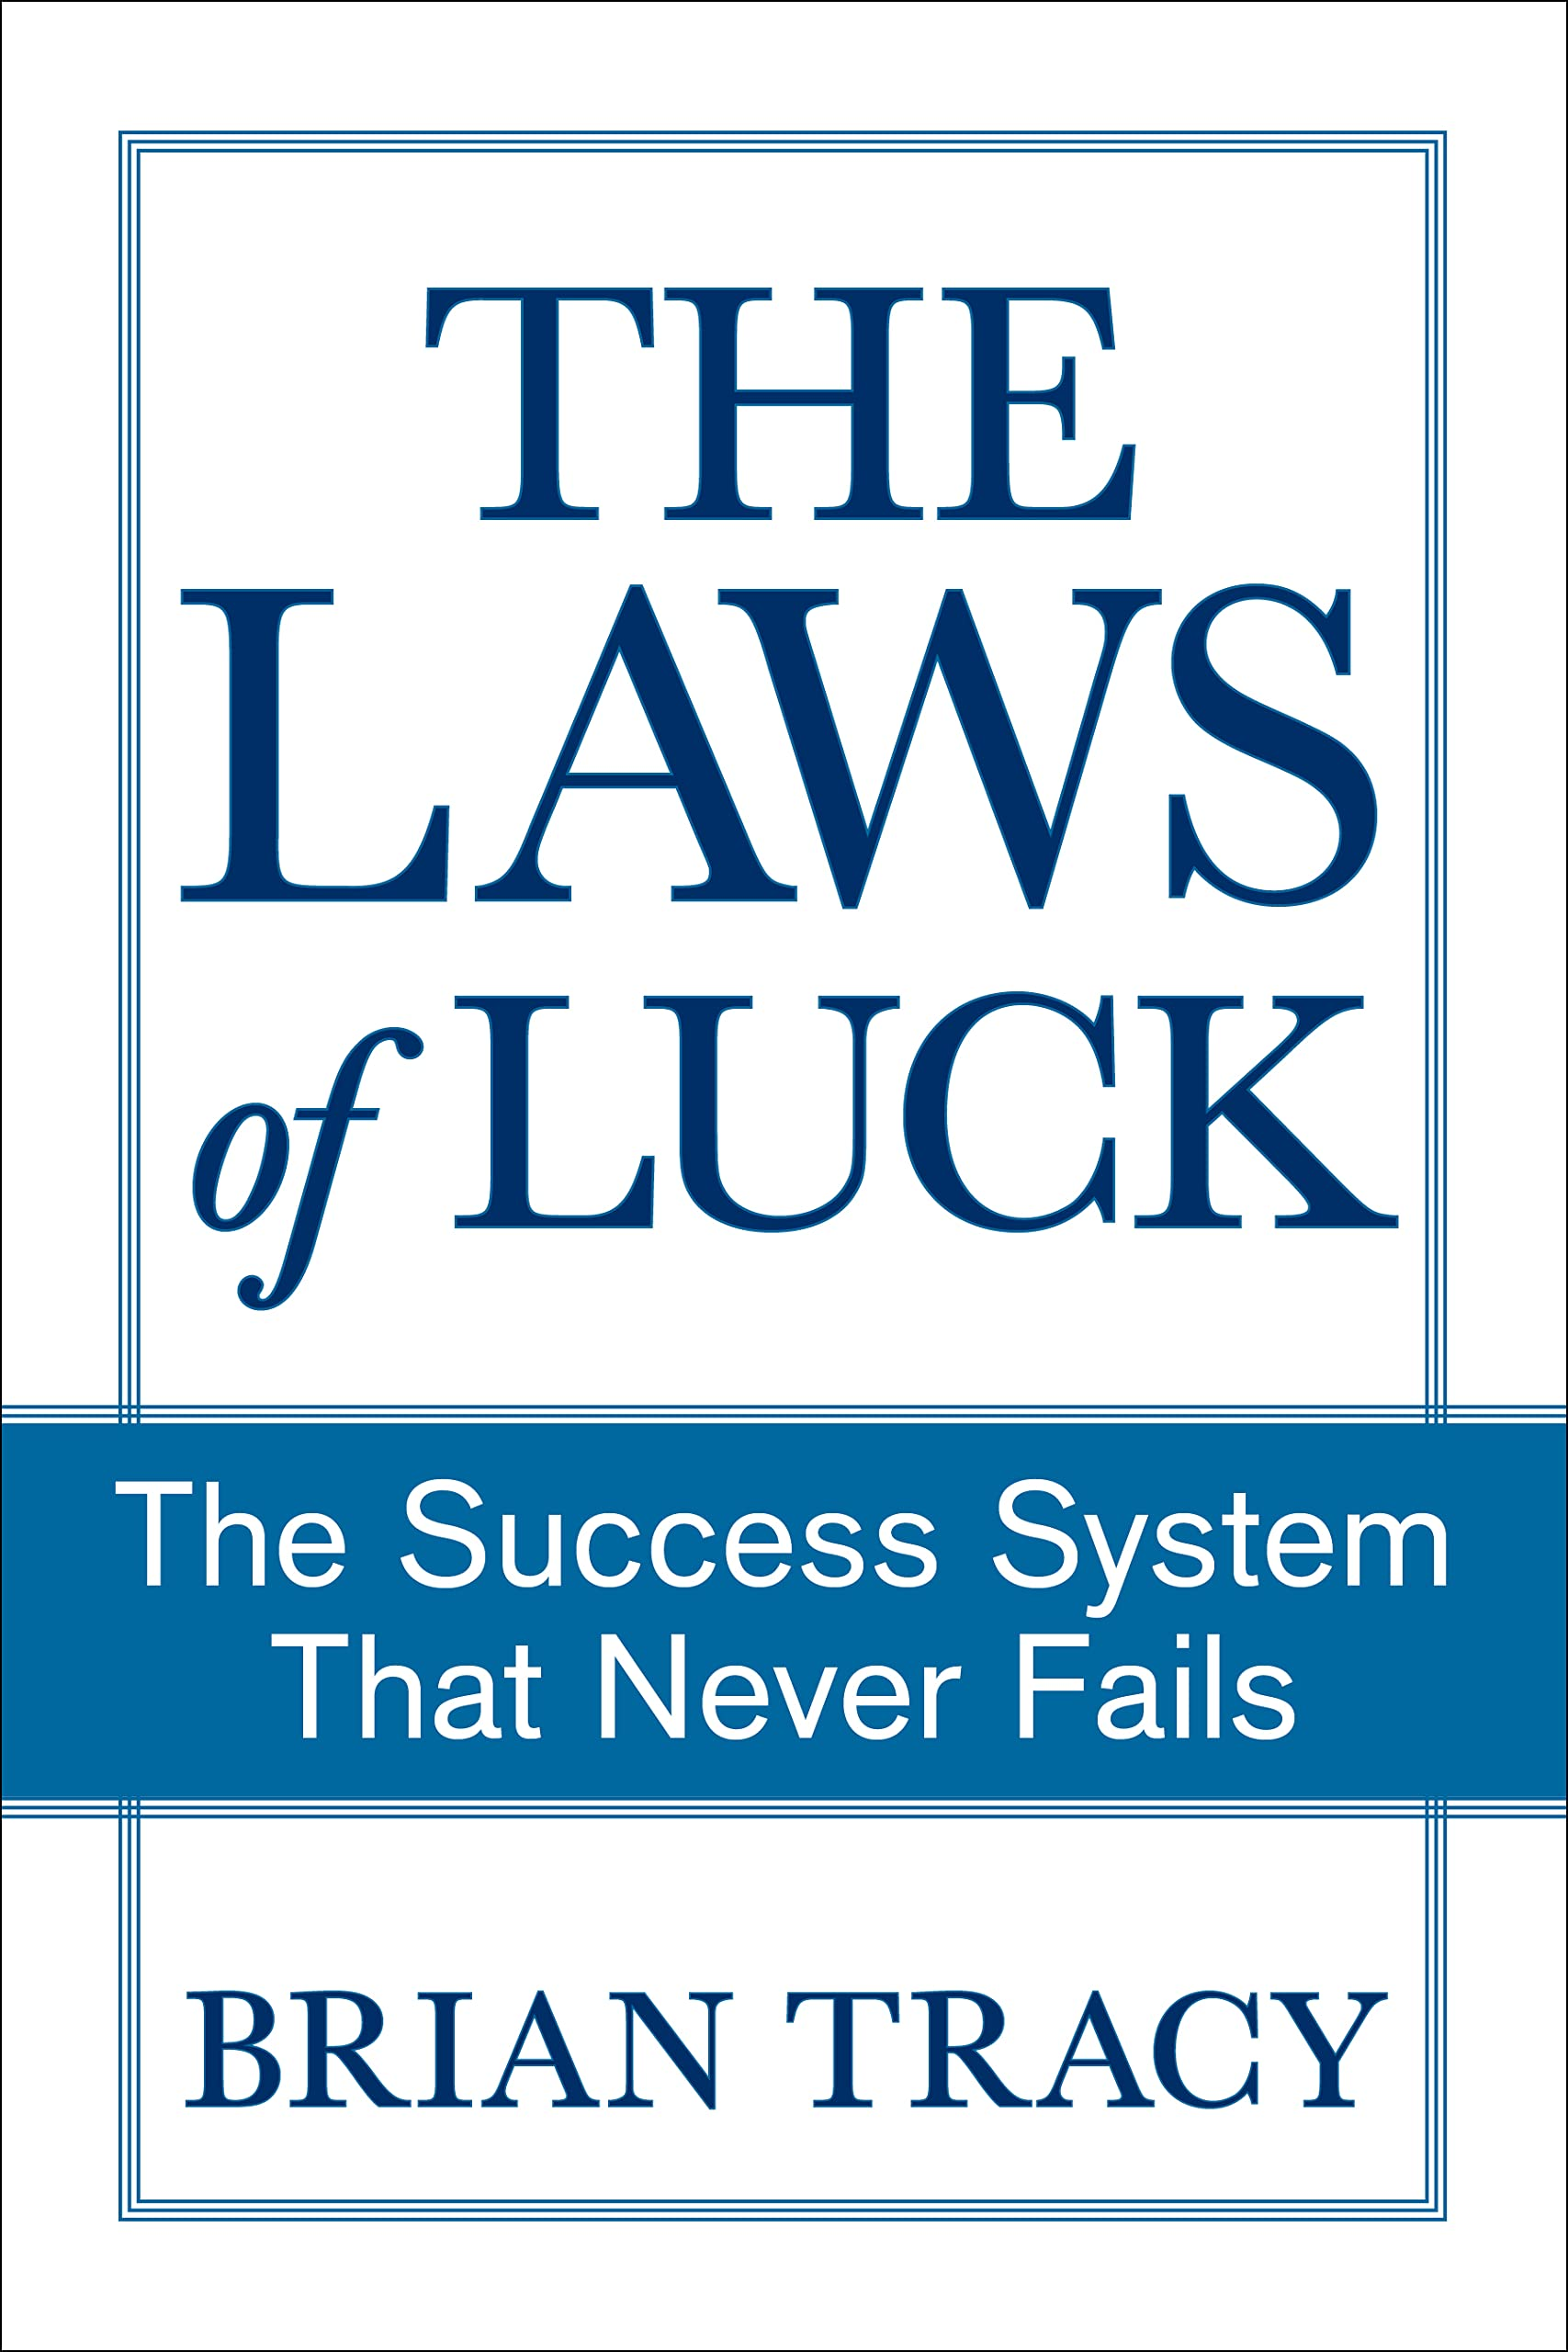 THE
LAWS
of LUCK
The Success System
That Never Fails
BRIAN TRACY